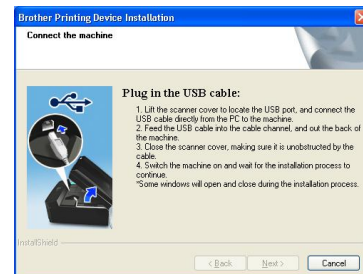 Brother Printing Device Installation
Connect the machine
Plug in the USB cable:
1. Lift the scanner cover to locate the USB port, and connect the
USB cable directly from the PC to the machine.
2. Feed the USB cable into the cable channel, and out the back of
the machine.
3. Close the scanner cover, making sure it is unobstructed by the
cable.
4. Switch the machine on and wait for the installation process to
continue.
*Some windows will open and close during the installation process.
InstallShield
< Back Next > Cancel